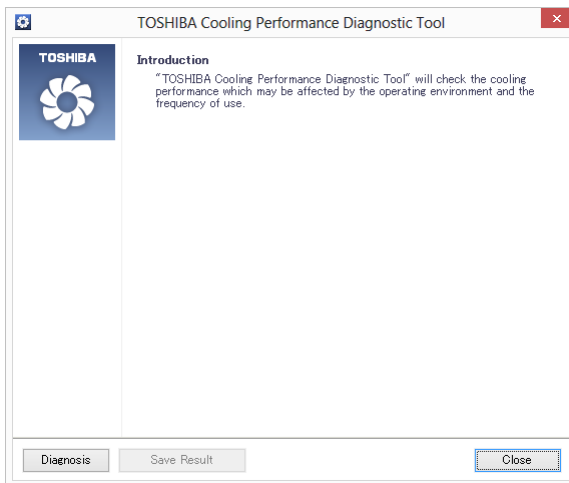 TOSHIBA Cooling Performance Diagnostic Tool
TOSHIBA
Introduction
"TOSHIBA Cooling Performance Diagnostic Tool" will check the cooling
performance which may be affected by the operating environment and the
frequency of use.
Diagnosis
Save Result
Close